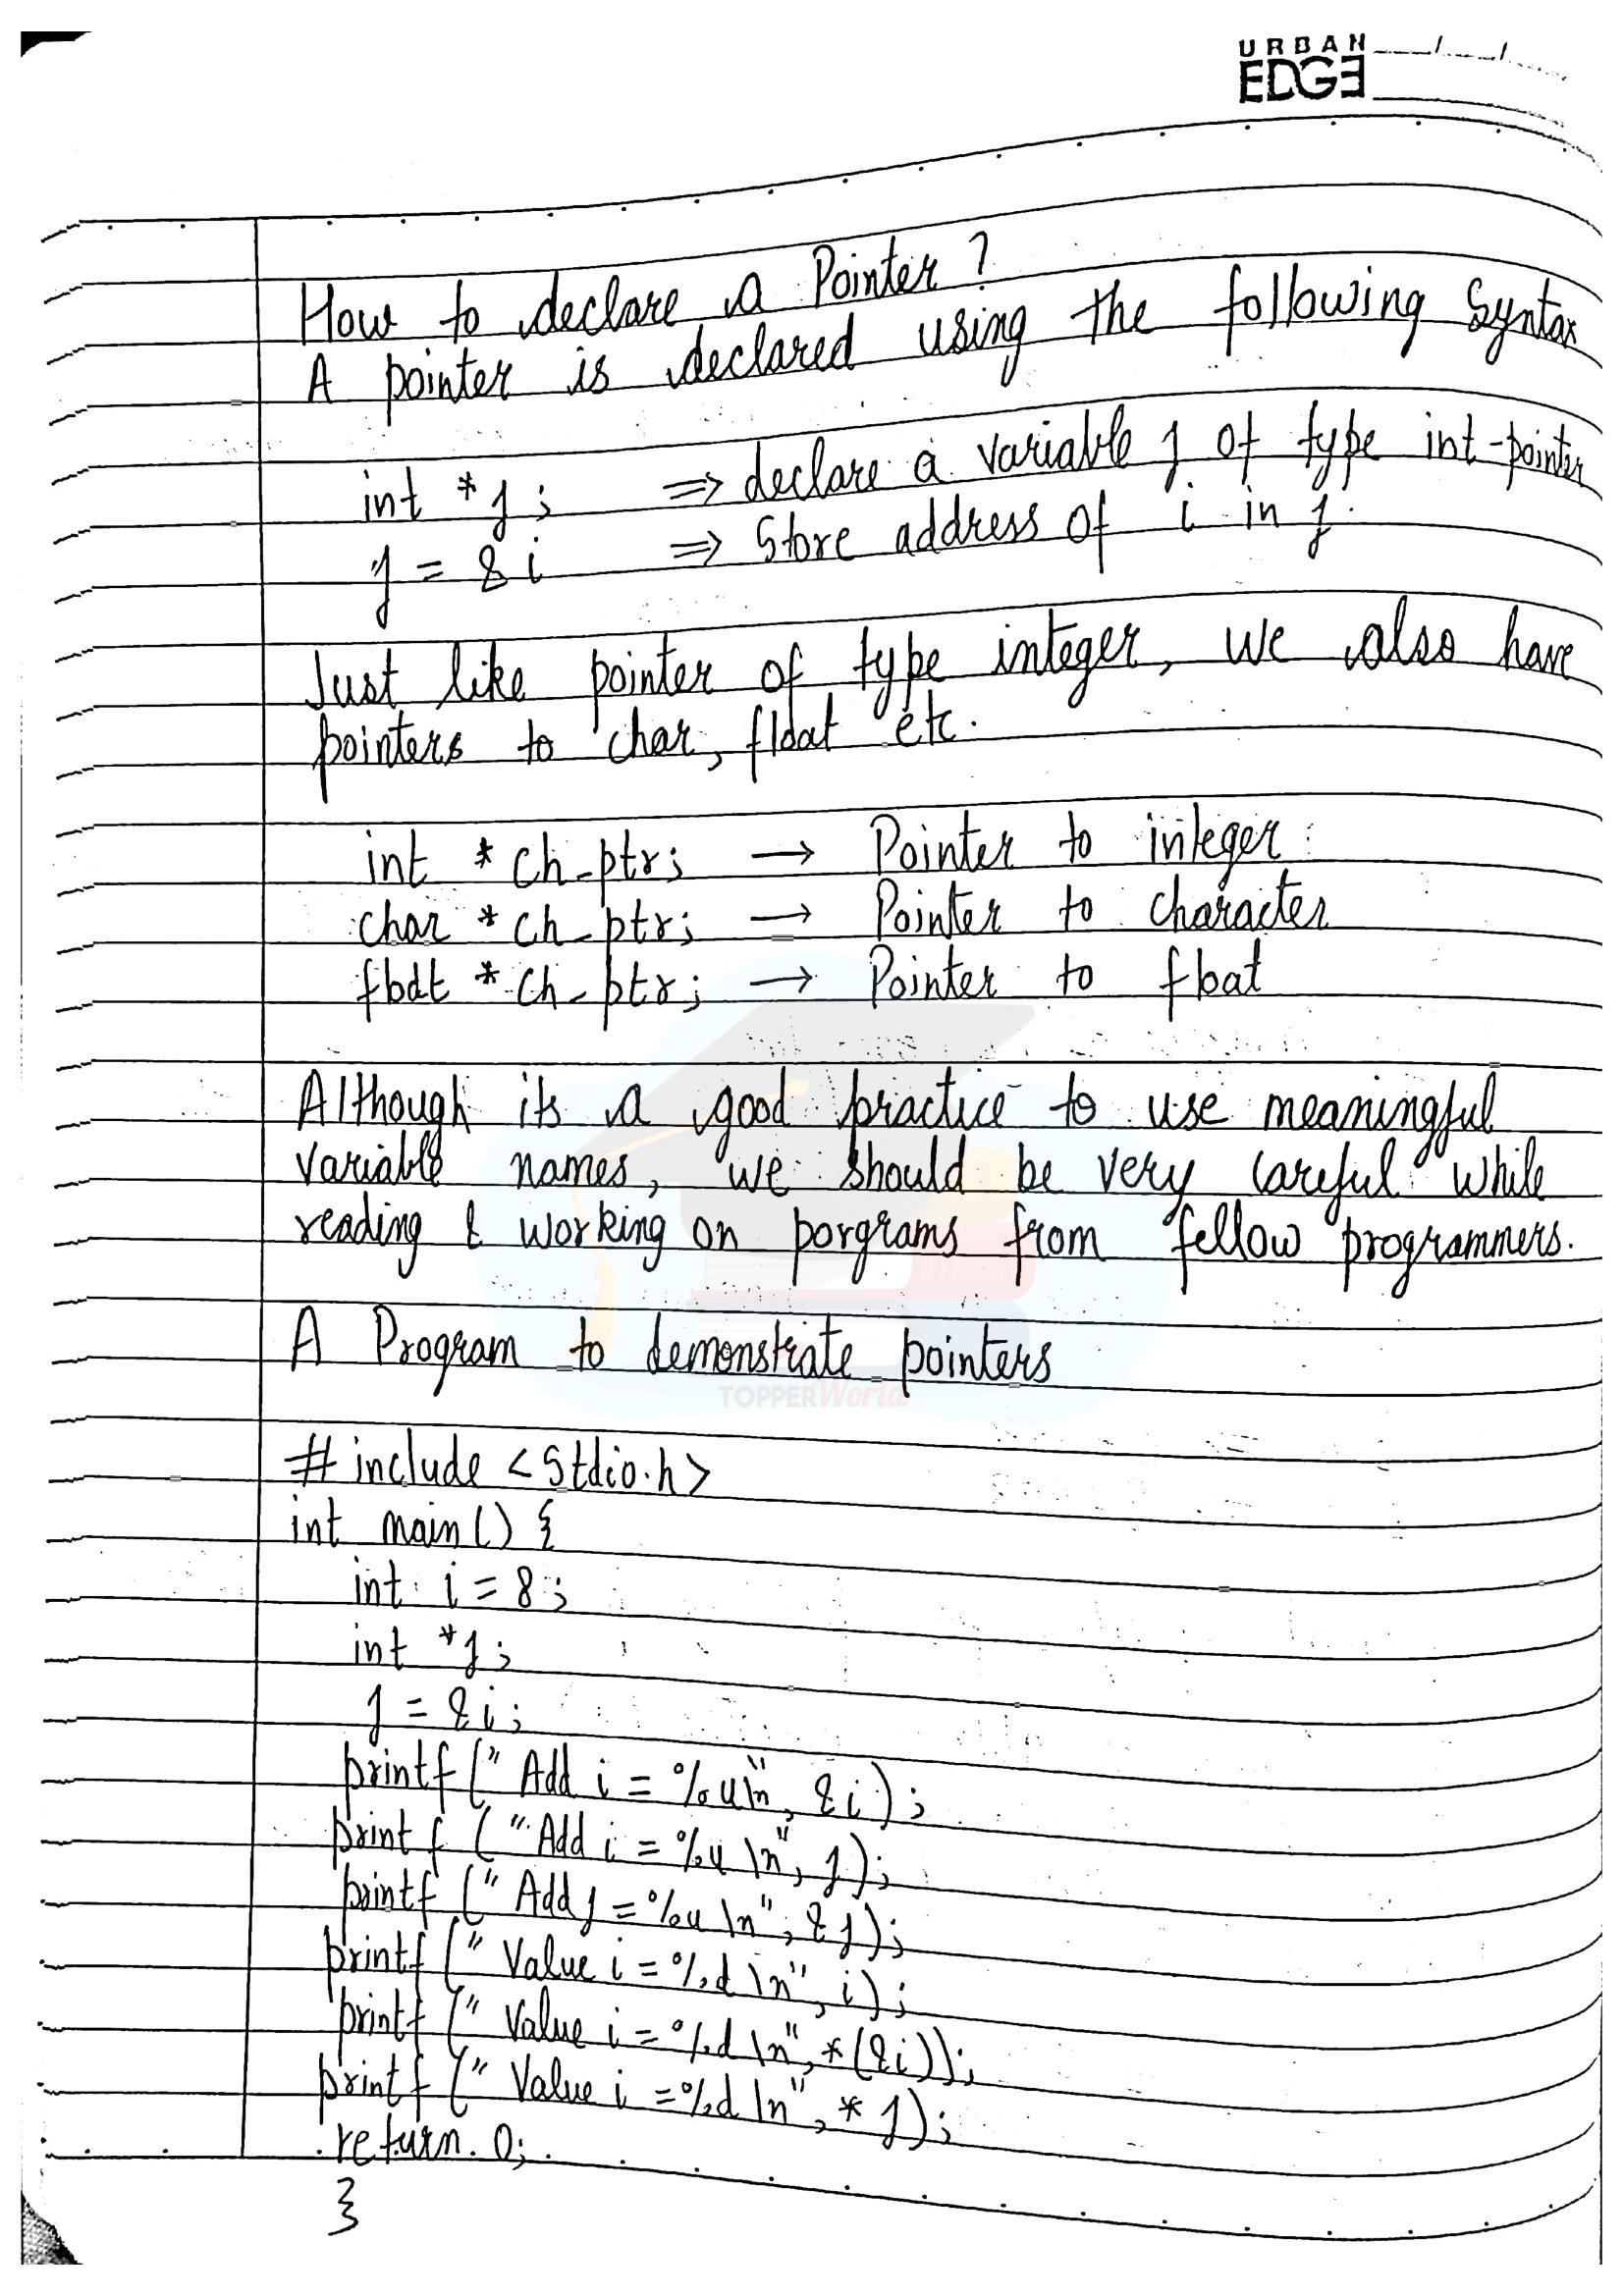 URBAN
EDGE
How to declare a Pointer?
A pointer is declared using the following Syntax
int *j; ⇒ declare a variable j of type int-pointer
j = &i ⇒ Store address of i in j.
Just like pointer of type integer, we also have
pointers to char, float etc.
int *ch_ptr; → Pointer to integer
char *ch_ptr; → Pointer to character
float *ch_ptr; → Pointer to float
Although its a good practice to use meaningful
variable names, we should be very careful while
reading & working on porgrams from fellow programmers.
A Program to demonstrate pointers
TOPPERWorld
#include <Stdio.h>
int main() {
int i = 8;
int *j;
j = &i;
printf (" Add i = %u\n", &i);
printf ("Add i = %u \n", j);
printf (" Add j = %u \n", &j);
printf (" Value i = %d \n", i);
printf (" Value i = %d \n", *(&i));
printf (" Value i = %d \n", *j);
return 0;
}